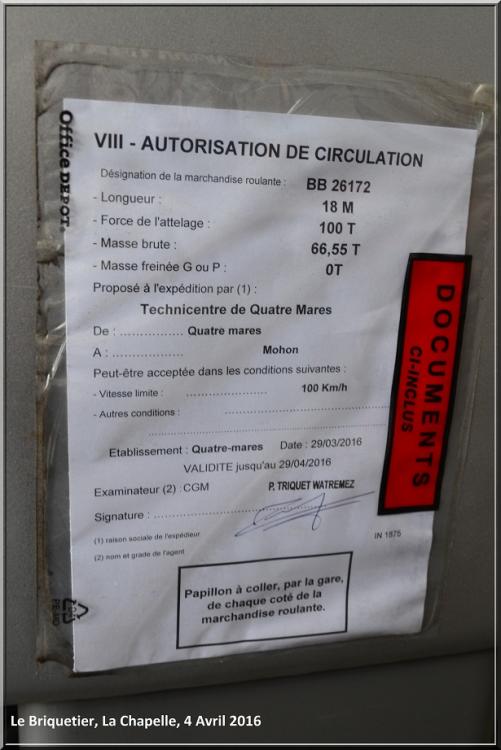 Office DEPOT
VIII - AUTORISATION DE CIRCULATION
Désignation de la marchandise roulante : BB 26172
- Longueur : 18 M
- Force de l'attelage : 100 T
- Masse brute : 66,55 T
- Masse freinée G ou P : 0T
Proposé à l'expédition par (1) :
Technicentre de Quatre Mares
De : ................ Quatre mares
A : .................. Mohon
Peut-être acceptée dans les conditions suivantes :
- Vitesse limite : ...................... 100 Km/h
- Autres conditions : ............................................
Etablissement : Quatre-mares Date : 29/03/2016
VALIDITE jusqu'au 29/04/2016
Examinateur (2) : CGM P. TRIQUET WATREMEZ
Signature : ............................................
(1) raison sociale de l'expédieur
IN 1875
(2) nom et grade de l'agent
Papillon à coller, par la gare,
de chaque coté de la
marchandise roulante.
DOCUMENTS
CI-INCLUS
Le Briquetier, La Chapelle, 4 Avril 2016